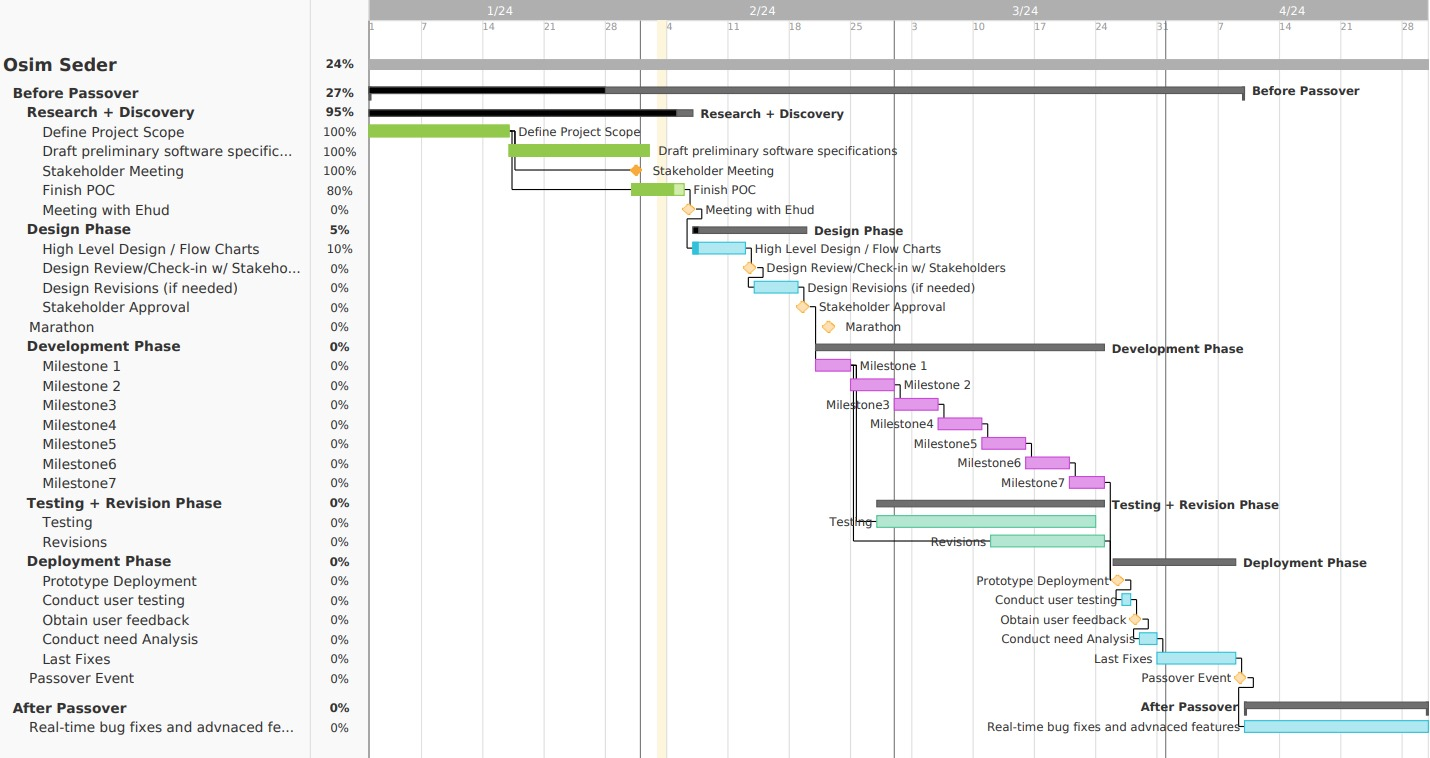 1/24 2/24 3/24 4/24
1 7 14 21 28 4 11 18 25 3 10 17 24 31 7 14 21 28
Osim Seder 24%
Before Passover 27% Before Passover
Research + Discovery 95% Research + Discovery
Define Project Scope 100% Define Project Scope
Draft preliminary software specific... 100% Draft preliminary software specifications
Stakeholder Meeting 100% Stakeholder Meeting
Finish POC 80% Finish POC
Meeting with Ehud 0% Meeting with Ehud
Design Phase 5% Design Phase
High Level Design / Flow Charts 10% High Level Design / Flow Charts
Design Review/Check-in w/ Stakeho... 0% Design Review/Check-in w/ Stakeholders
Design Revisions (if needed) 0% Design Revisions (if needed)
Stakeholder Approval 0% Stakeholder Approval
Marathon 0% Marathon
Development Phase 0% Development Phase
Milestone 1 0% Milestone 1
Milestone 2 0% Milestone 2
Milestone3 0% Milestone3
Milestone4 0% Milestone4
Milestone5 0% Milestone5
Milestone6 0% Milestone6
Milestone7 0% Milestone7
Testing + Revision Phase 0% Testing + Revision Phase
Testing 0% Testing
Revisions 0% Revisions
Deployment Phase 0% Deployment Phase
Prototype Deployment 0% Prototype Deployment
Conduct user testing 0% Conduct user testing
Obtain user feedback 0% Obtain user feedback
Conduct need Analysis 0% Conduct need Analysis
Last Fixes 0% Last Fixes
Passover Event 0% Passover Event
After Passover 0% After Passover
Real-time bug fixes and advnaced fe... 0% Real-time bug fixes and advnaced features